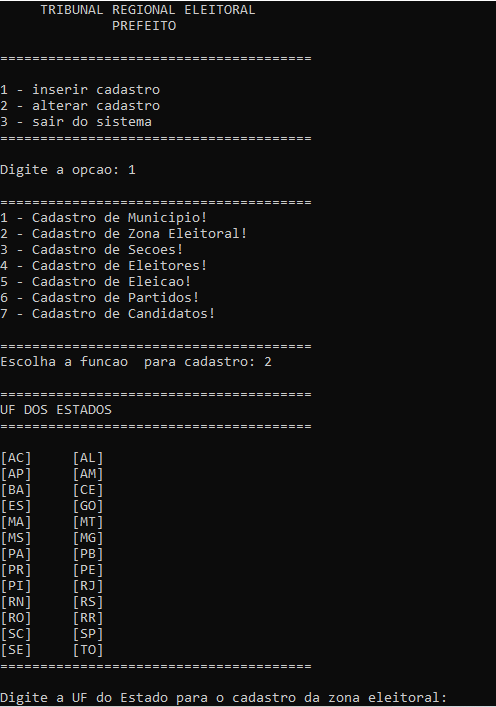 TRIBUNAL REGIONAL ELEITORAL
PREFEITO
=======================================
1 - inserir cadastro
2 - alterar cadastro
3 - sair do sistema
=======================================
Digite a opcao: 1
=======================================
1 - Cadastro de Municipio!
2 - Cadastro de Zona Eleitoral!
3 - Cadastro de Secoes!
4 - Cadastro de Eleitores!
5 - Cadastro de Eleicao!
6 - Cadastro de Partidos!
7 - Cadastro de Candidatos!
=======================================
Escolha a funcao  para cadastro: 2
=======================================
UF DOS ESTADOS
=======================================
[AC]     [AL]
[AP]     [AM]
[BA]     [CE]
[ES]     [GO]
[MA]     [MT]
[MS]     [MG]
[PA]     [PB]
[PR]     [PE]
[PI]     [RJ]
[RN]     [RS]
[RO]     [RR]
[SC]     [SP]
[SE]     [TO]
=======================================
Digite a UF do Estado para o cadastro da zona eleitoral: